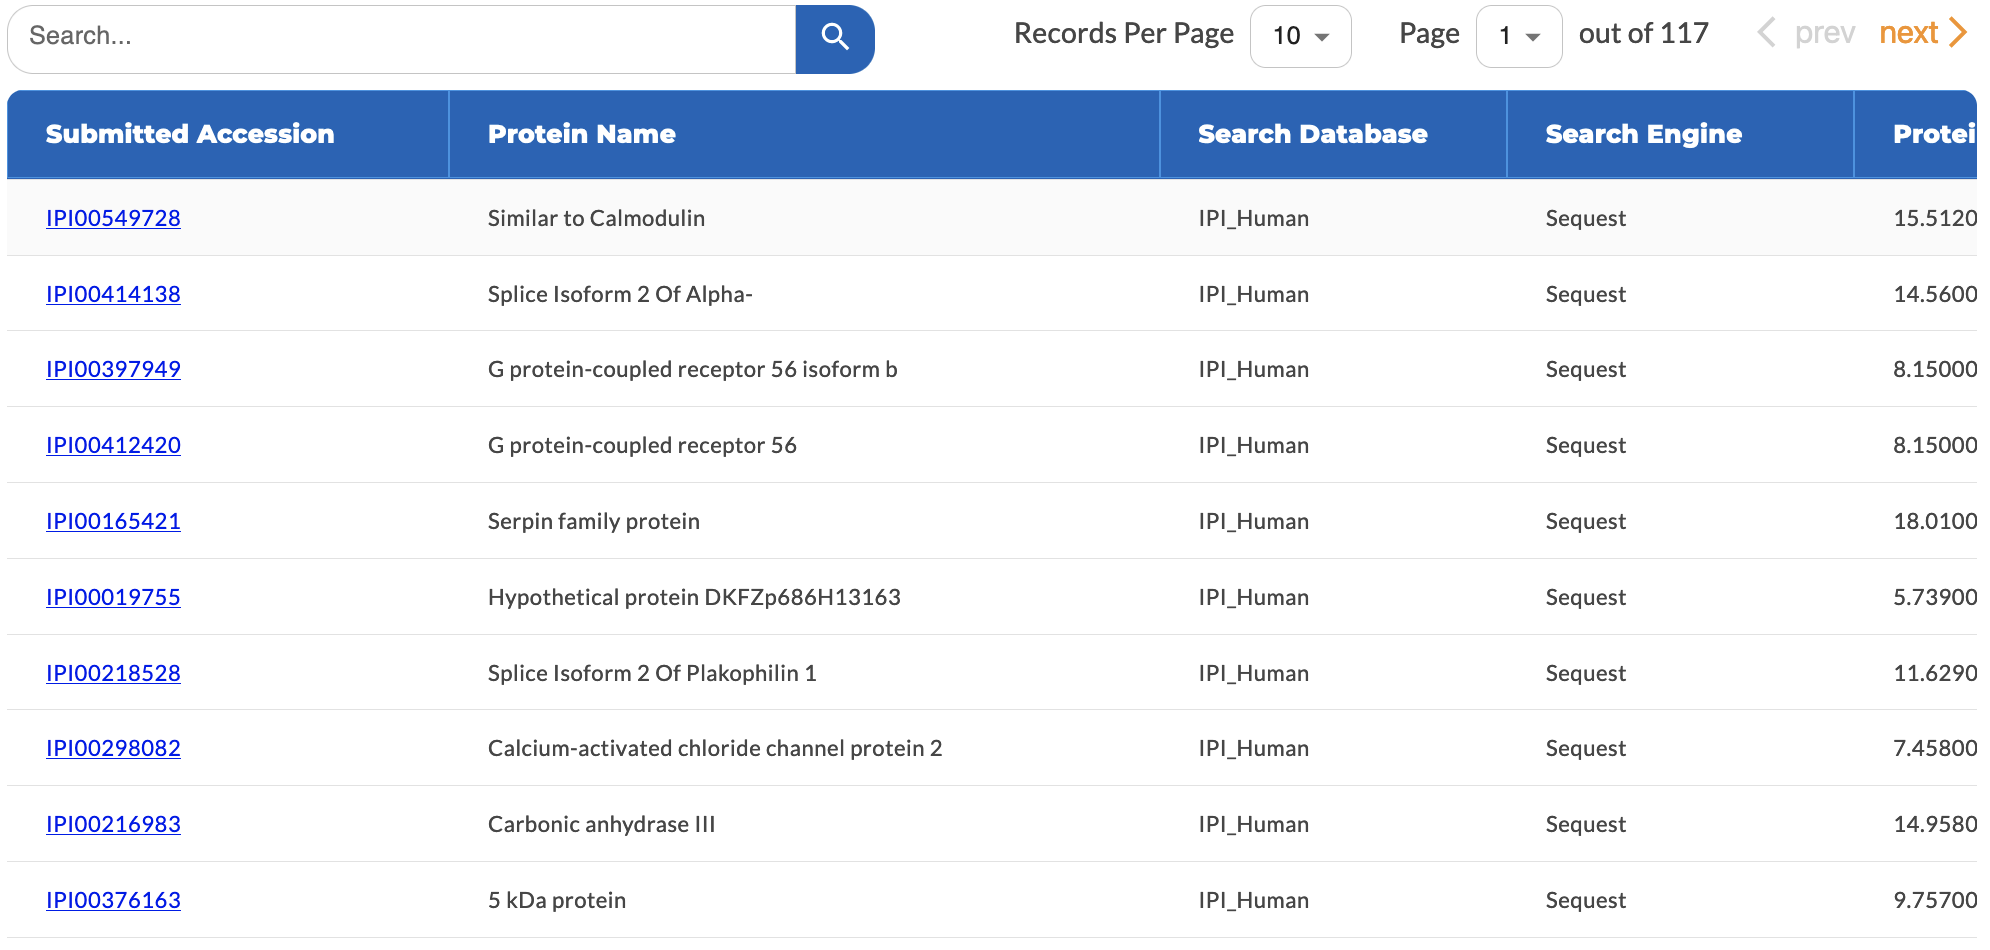 Search...
Records Per Page 10 Page 1 out of 117 prev next
Submitted Accession Protein Name Search Database Search Engine Protei
IPI00549728 Similar to Calmodulin IPI_Human Sequest 15.5120
IPI00414138 Splice Isoform 2 Of Alpha- IPI_Human Sequest 14.5600
IPI00397949 G protein-coupled receptor 56 isoform b IPI_Human Sequest 8.15000
IPI00412420 G protein-coupled receptor 56 IPI_Human Sequest 8.15000
IPI00165421 Serpin family protein IPI_Human Sequest 18.0100
IPI00019755 Hypothetical protein DKFZp686H13163 IPI_Human Sequest 5.73900
IPI00218528 Splice Isoform 2 Of Plakophilin 1 IPI_Human Sequest 11.6290
IPI00298082 Calcium-activated chloride channel protein 2 IPI_Human Sequest 7.45800
IPI00216983 Carbonic anhydrase III IPI_Human Sequest 14.9580
IPI00376163 5 kDa protein IPI_Human Sequest 9.75700